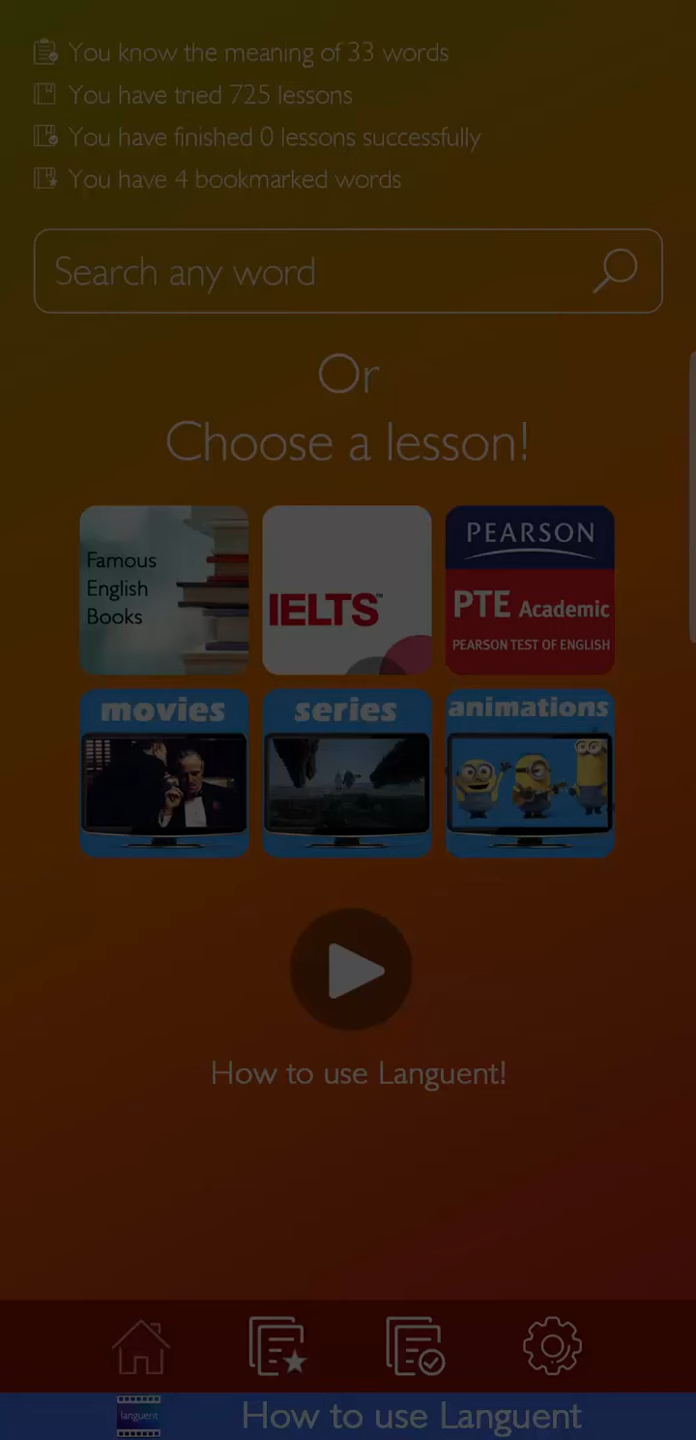 You know the meaning of 33 words
You have tried 725 lessons
You have finished 0 lessons successfully
You have 4 bookmarked words
Search any word
Or
Choose a lesson!
Famous
English
Books
IELTS™
PEARSON
PTE Academic
PEARSON TEST OF ENGLISH
movies
series
animations
How to use Languent!
languent
How to use Languent